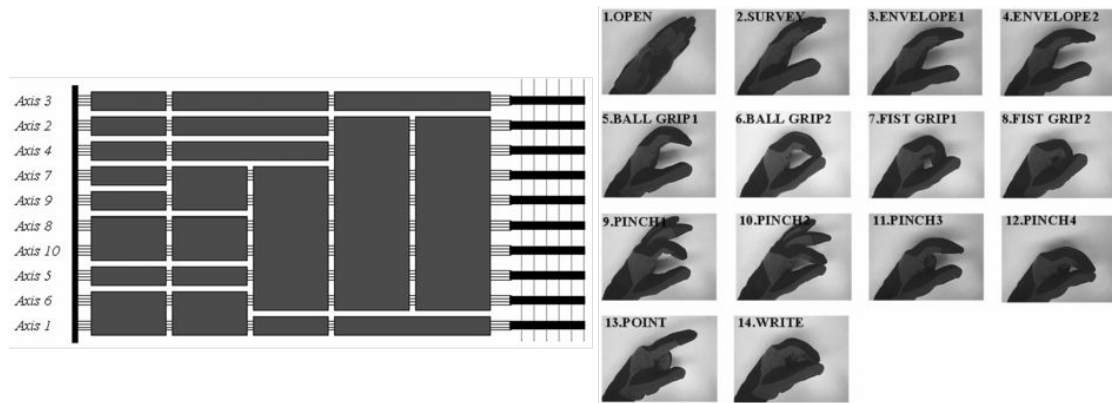 Axis 3
Axis 2
Axis 4
Axis 7
Axis 9
Axis 8
Axis 10
Axis 5
Axis 6
Axis 1
1.OPEN
2.SURVEY
3.ENVELOPE1
4.ENVELOPE2
5.BALL GRIP1
6.BALL GRIP2
7.FIST GRIP1
8.FIST GRIP2
9.PINCH1
10.PINCH2
11.PINCH3
12.PINCH4
13.POINT
14.WRITE